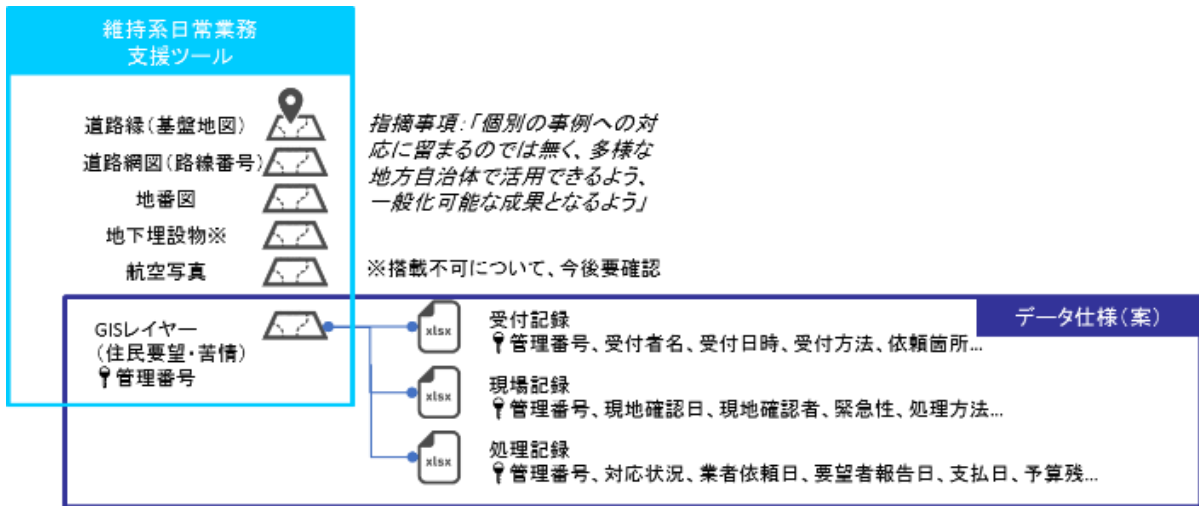 維持系日常業務
支援ツール
道路縁(基盤地図)
道路網図(路線番号)
地番図
地下埋設物※
航空写真
指摘事項:「個別の事例への対
応に留まるのでは無く、多様な
地方自治体で活用できるよう、
一般化可能な成果となるよう」
※搭載不可について、今後要確認
データ仕様(案)
GISレイヤー
(住民要望・苦情)
管理番号
xlsx
受付記録
管理番号、受付者名、受付日時、受付方法、依頼箇所...
xlsx
現場記録
管理番号、現地確認日、現地確認者、緊急性、処理方法...
xlsx
処理記録
管理番号、対応状況、業者依頼日、要望者報告日、支払日、予算残...